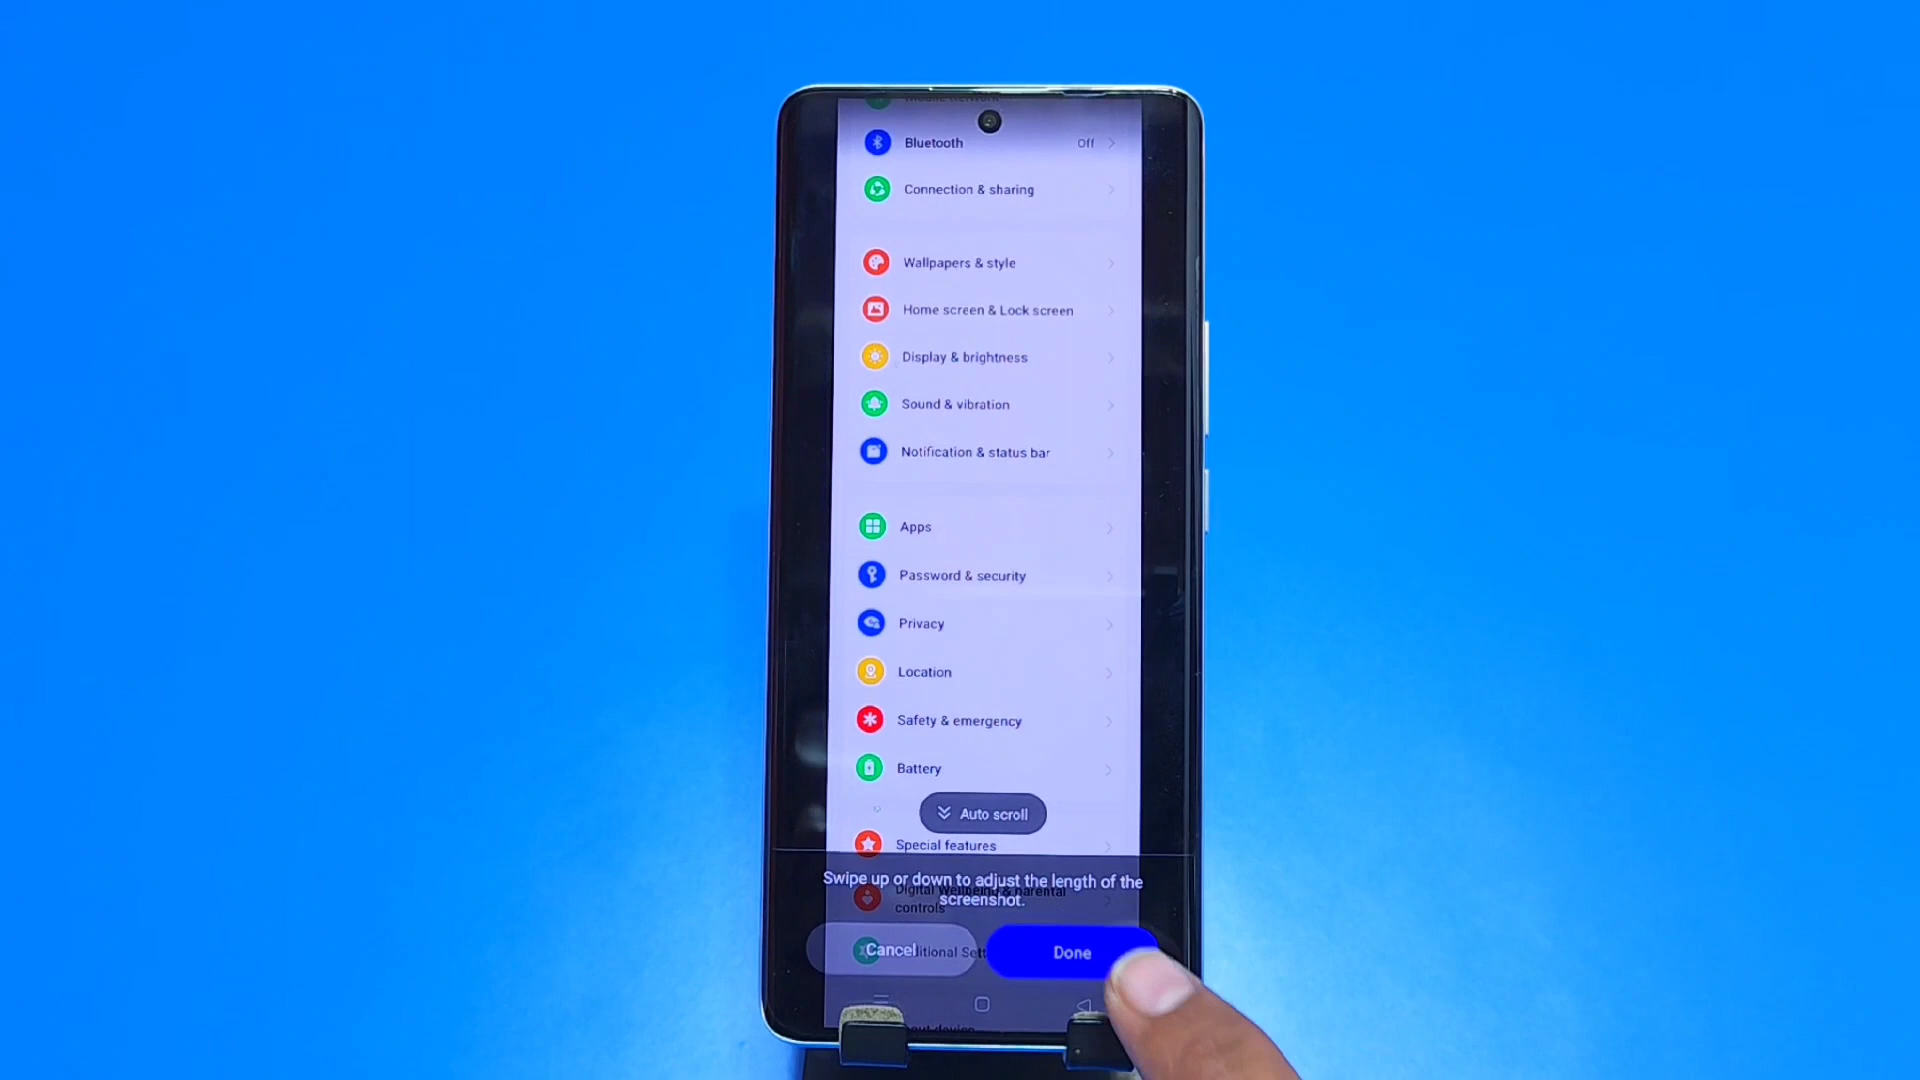 Mobile network
Bluetooth Off
Connection & sharing
Wallpapers & style
Home screen & Lock screen
Display & brightness
Sound & vibration
Notification & status bar
Apps
Password & security
Privacy
Location
Safety & emergency
Battery
Auto scroll
Special features
Swipe up or down to adjust the length of the
screenshot.
Digital Wellbeing & parental
controls
Cancel
Done